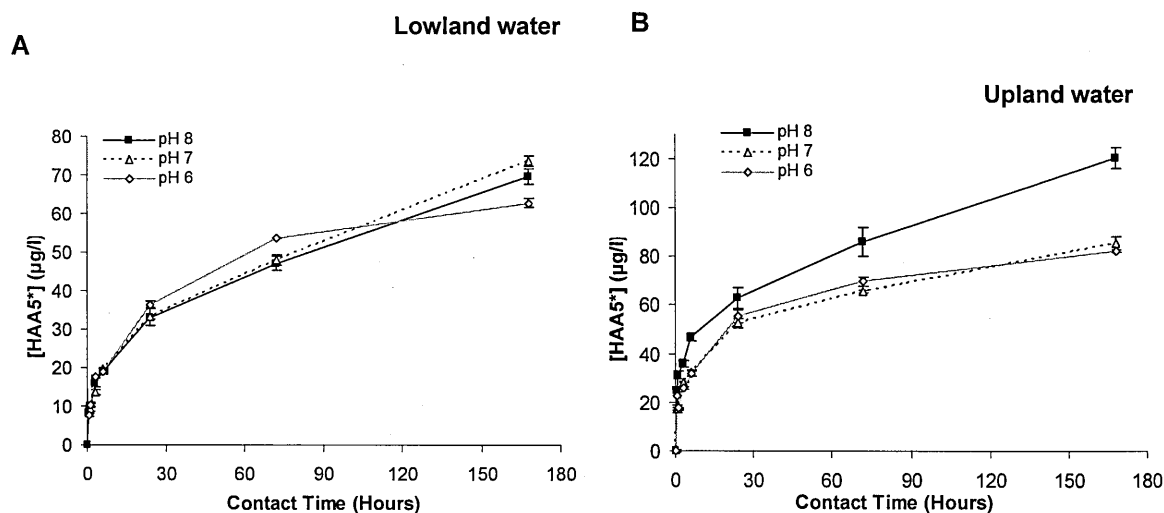 A
Lowland water
pH 8
pH 7
pH 6
80
70
60
50
40
30
20
10
0
[HAA5*] (µg/l)
0 30 60 90 120 150 180
Contact Time (Hours)
B
Upland water
pH 8
pH 7
pH 6
120
100
80
60
40
20
0
[HAA5*] (µg/l)
0 30 60 90 120 150 180
Contact Time (Hours)